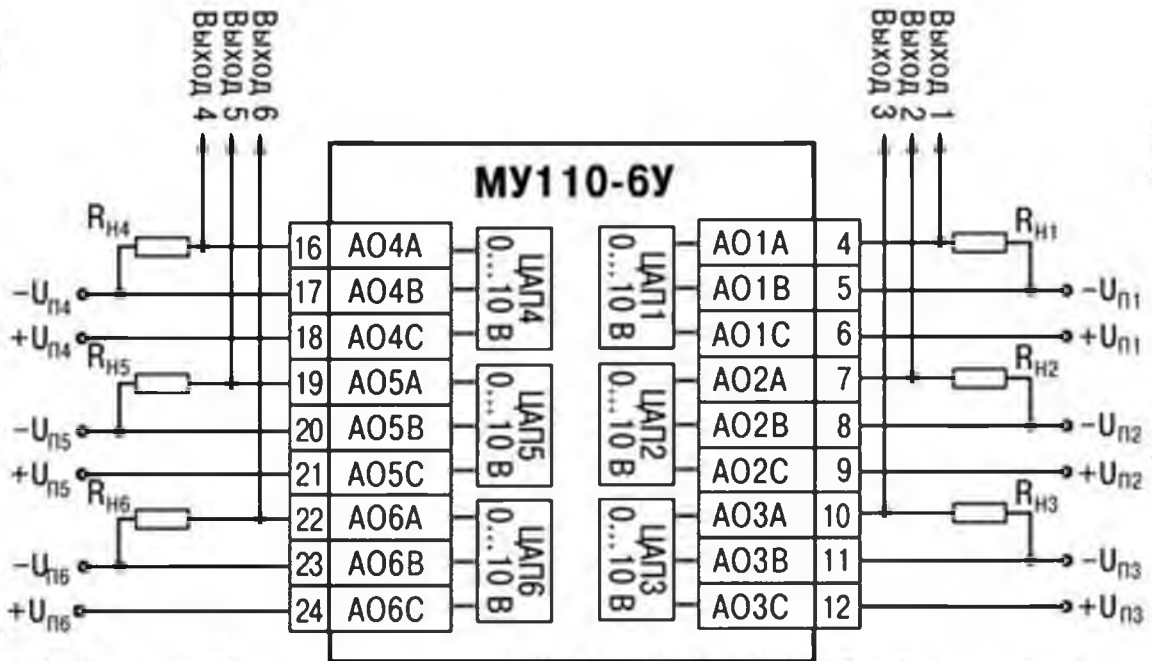 Выход 4
Выход 5
Выход 6
Выход 3
Выход 2
Выход 1
МУ110-6У
RН4
16 AO4A
17 AO4B
18 AO4C
ЦАП4
0...10 В
−UП4
+UП4
RН5
19 AO5A
20 AO5B
21 AO5C
ЦАП5
0...10 В
−UП5
+UП5
RН6
22 AO6A
23 AO6B
24 AO6C
ЦАП6
0...10 В
−UП6
+UП6
ЦАП1
0...10 В
AO1A 4
AO1B 5
AO1C 6
RН1
−UП1
+UП1
ЦАП2
0...10 В
AO2A 7
AO2B 8
AO2C 9
RН2
−UП2
+UП2
ЦАП3
0...10 В
AO3A 10
AO3B 11
AO3C 12
RН3
−UП3
+UП3